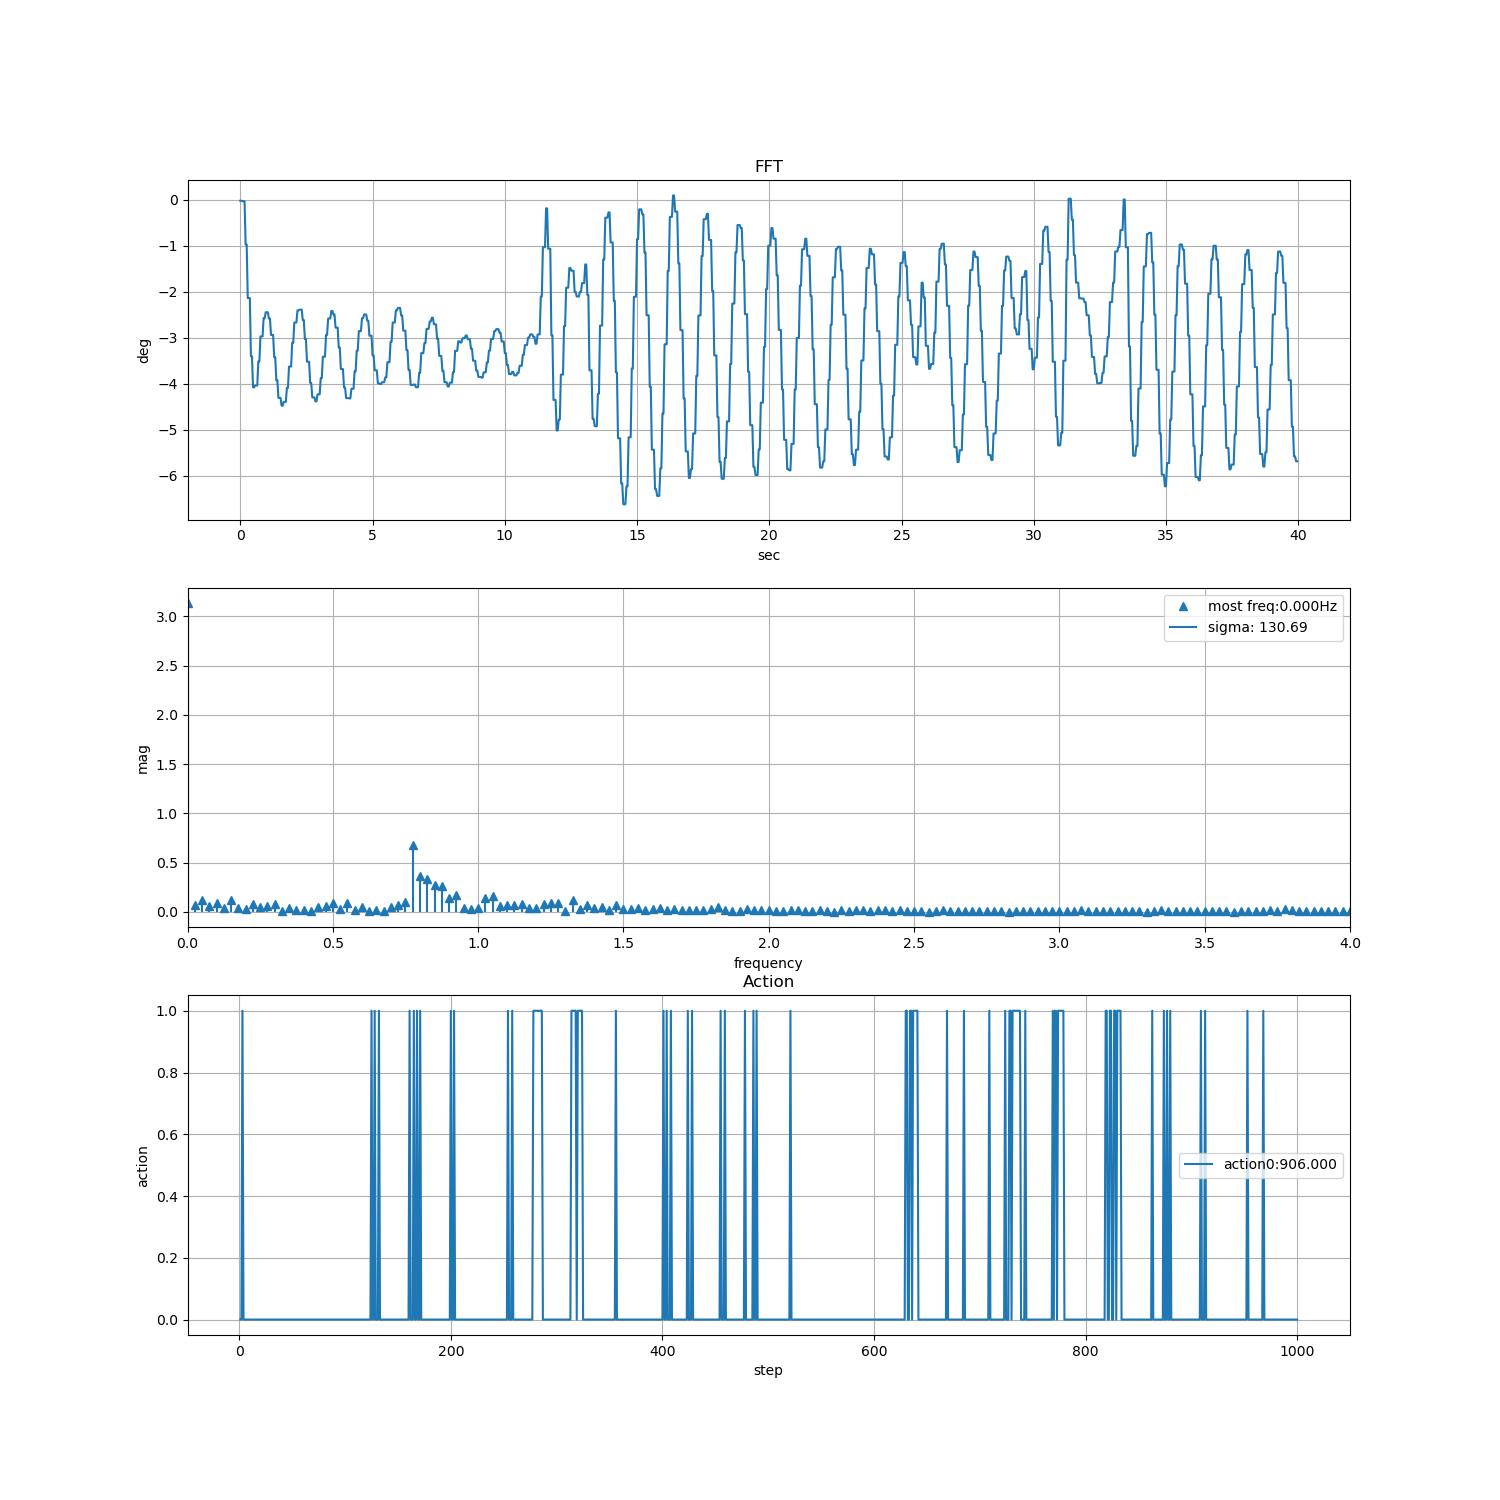 FFT
0
−1
−2
−3
−4
−5
−6
deg
0 5 10 15 20 25 30 35 40
sec
most freq:0.000Hz
sigma: 130.69
3.0
2.5
2.0
1.5
1.0
0.5
0.0
mag
0.0 0.5 1.0 1.5 2.0 2.5 3.0 3.5 4.0
frequency
Action
1.0
0.8
0.6
0.4
0.2
0.0
action
action0:906.000
0 200 400 600 800 1000
step